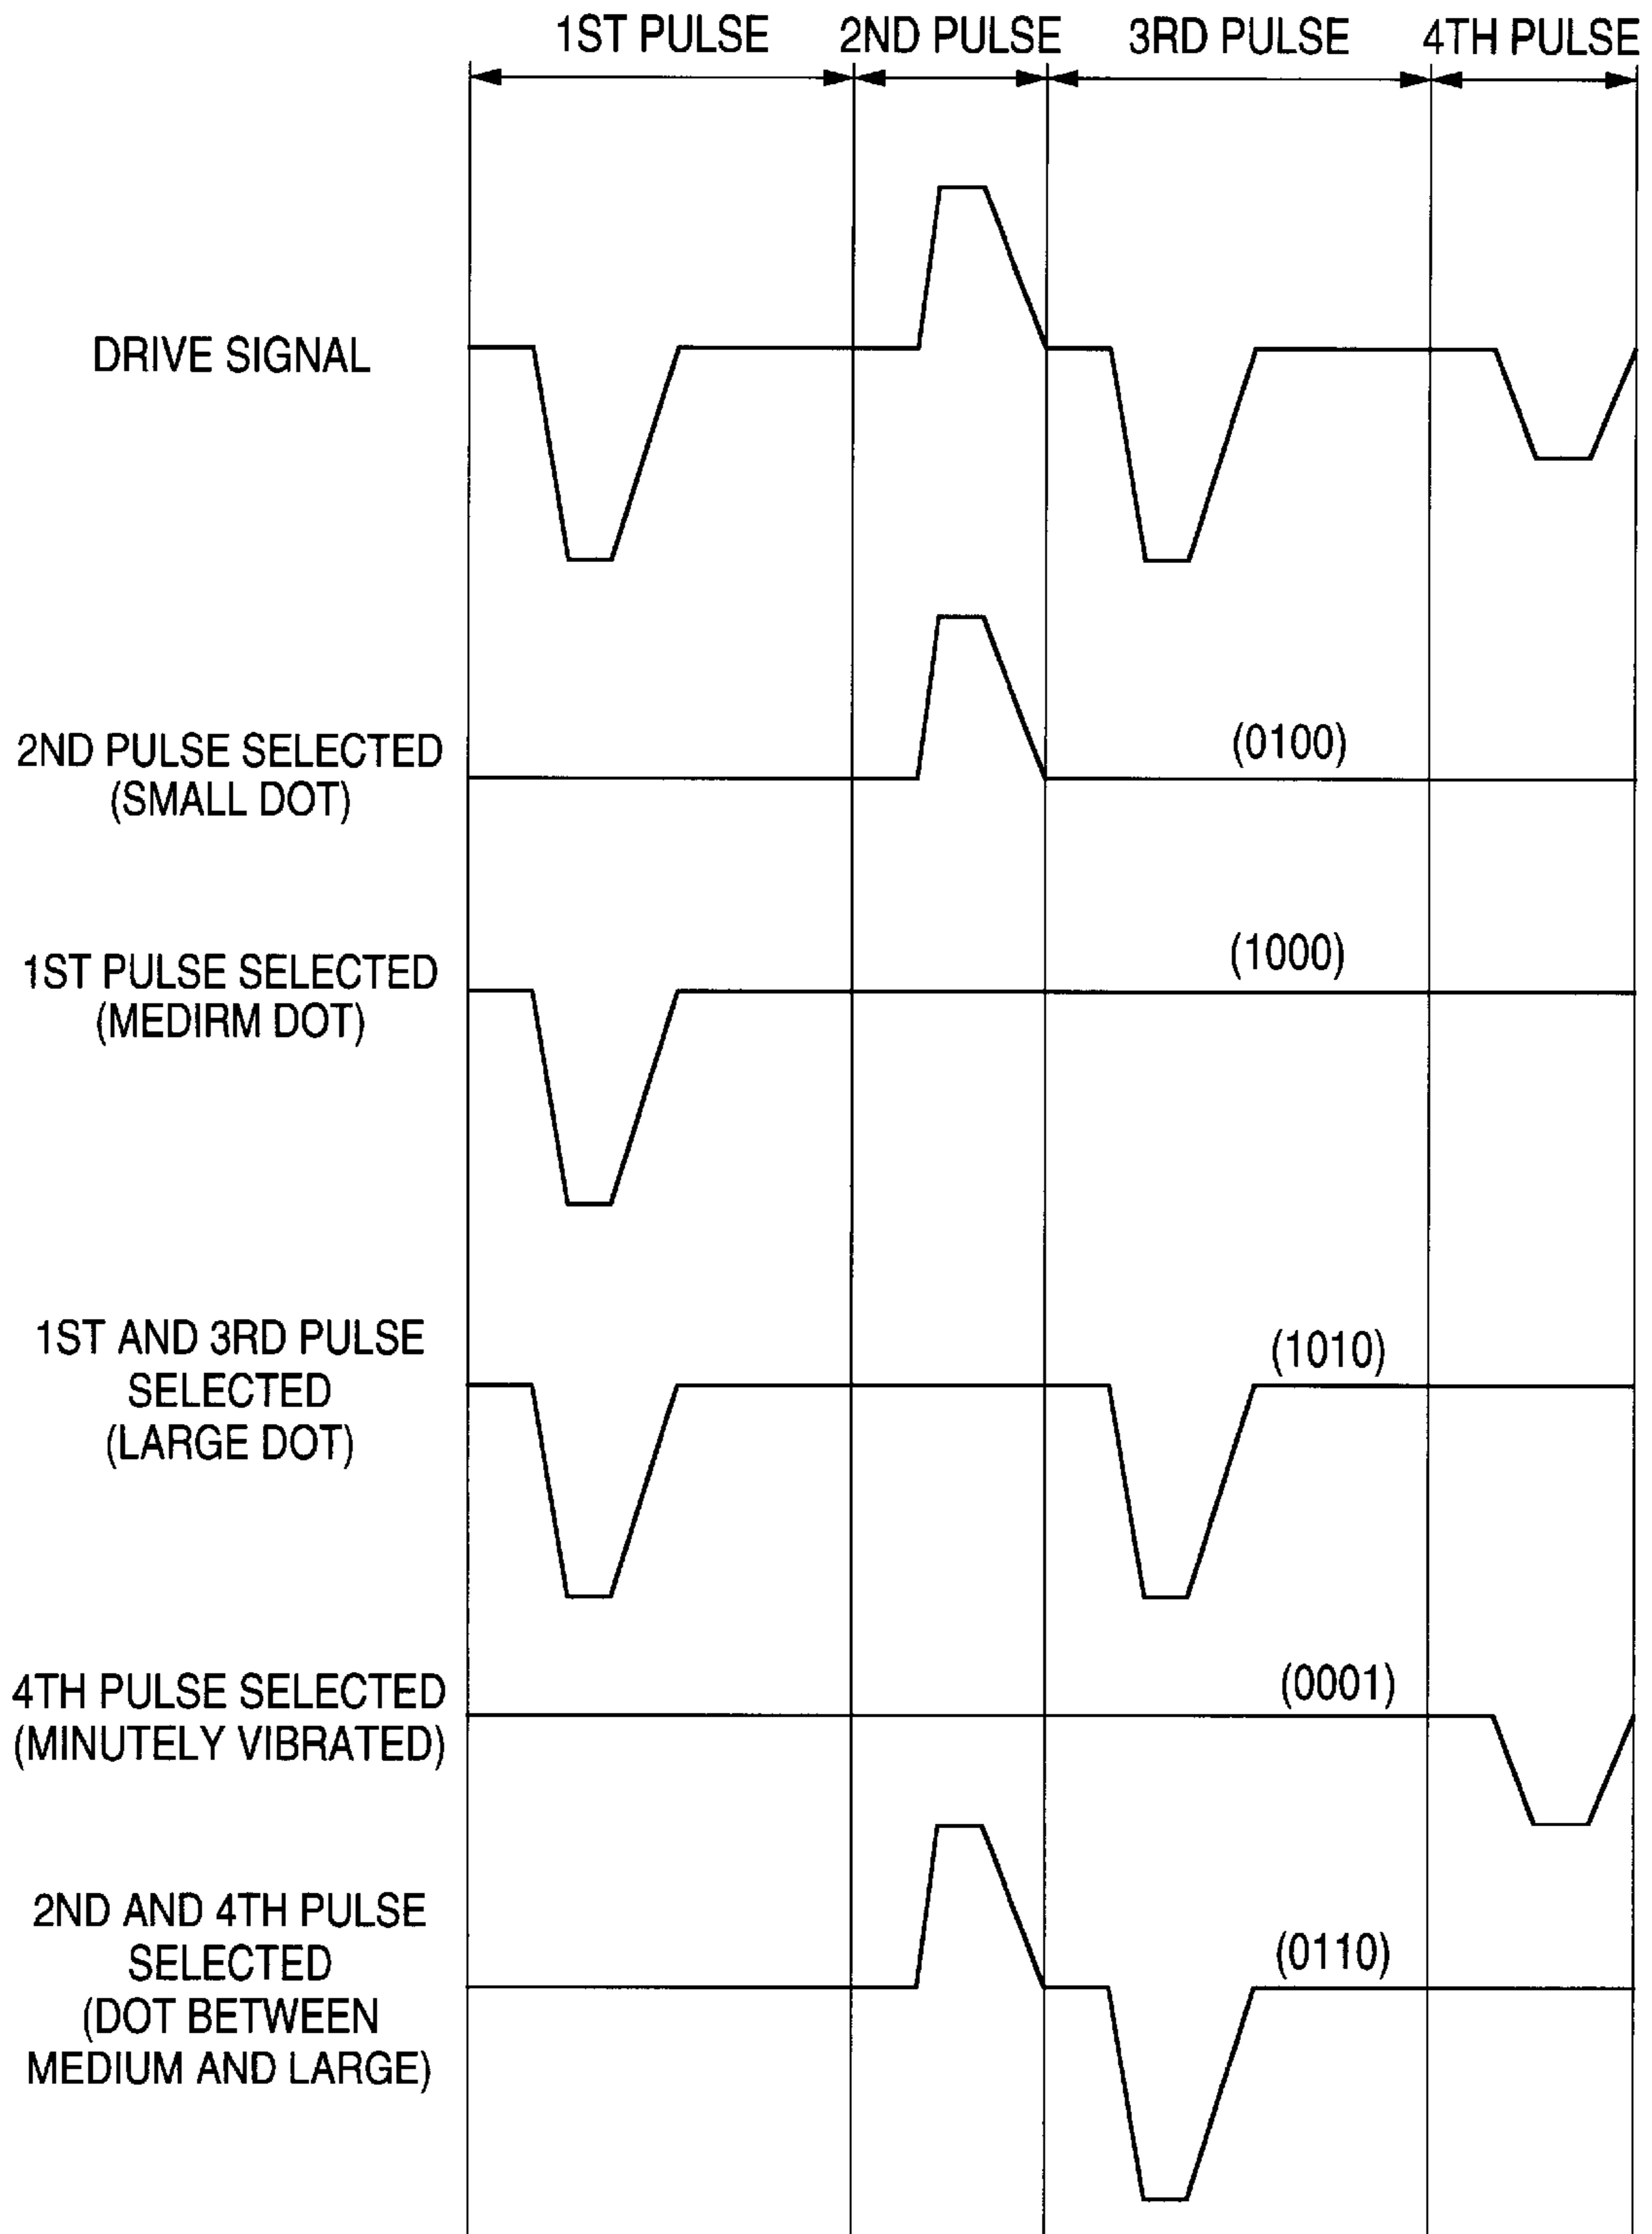 1ST PULSE 2ND PULSE 3RD PULSE 4TH PULSE
DRIVE SIGNAL
2ND PULSE SELECTED
(SMALL DOT)
(0100)
1ST PULSE SELECTED
(MEDIRM DOT)
(1000)
1ST AND 3RD PULSE
SELECTED
(LARGE DOT)
(1010)
4TH PULSE SELECTED
(MINUTELY VIBRATED)
(0001)
2ND AND 4TH PULSE
SELECTED
(DOT BETWEEN
MEDIUM AND LARGE)
(0110)